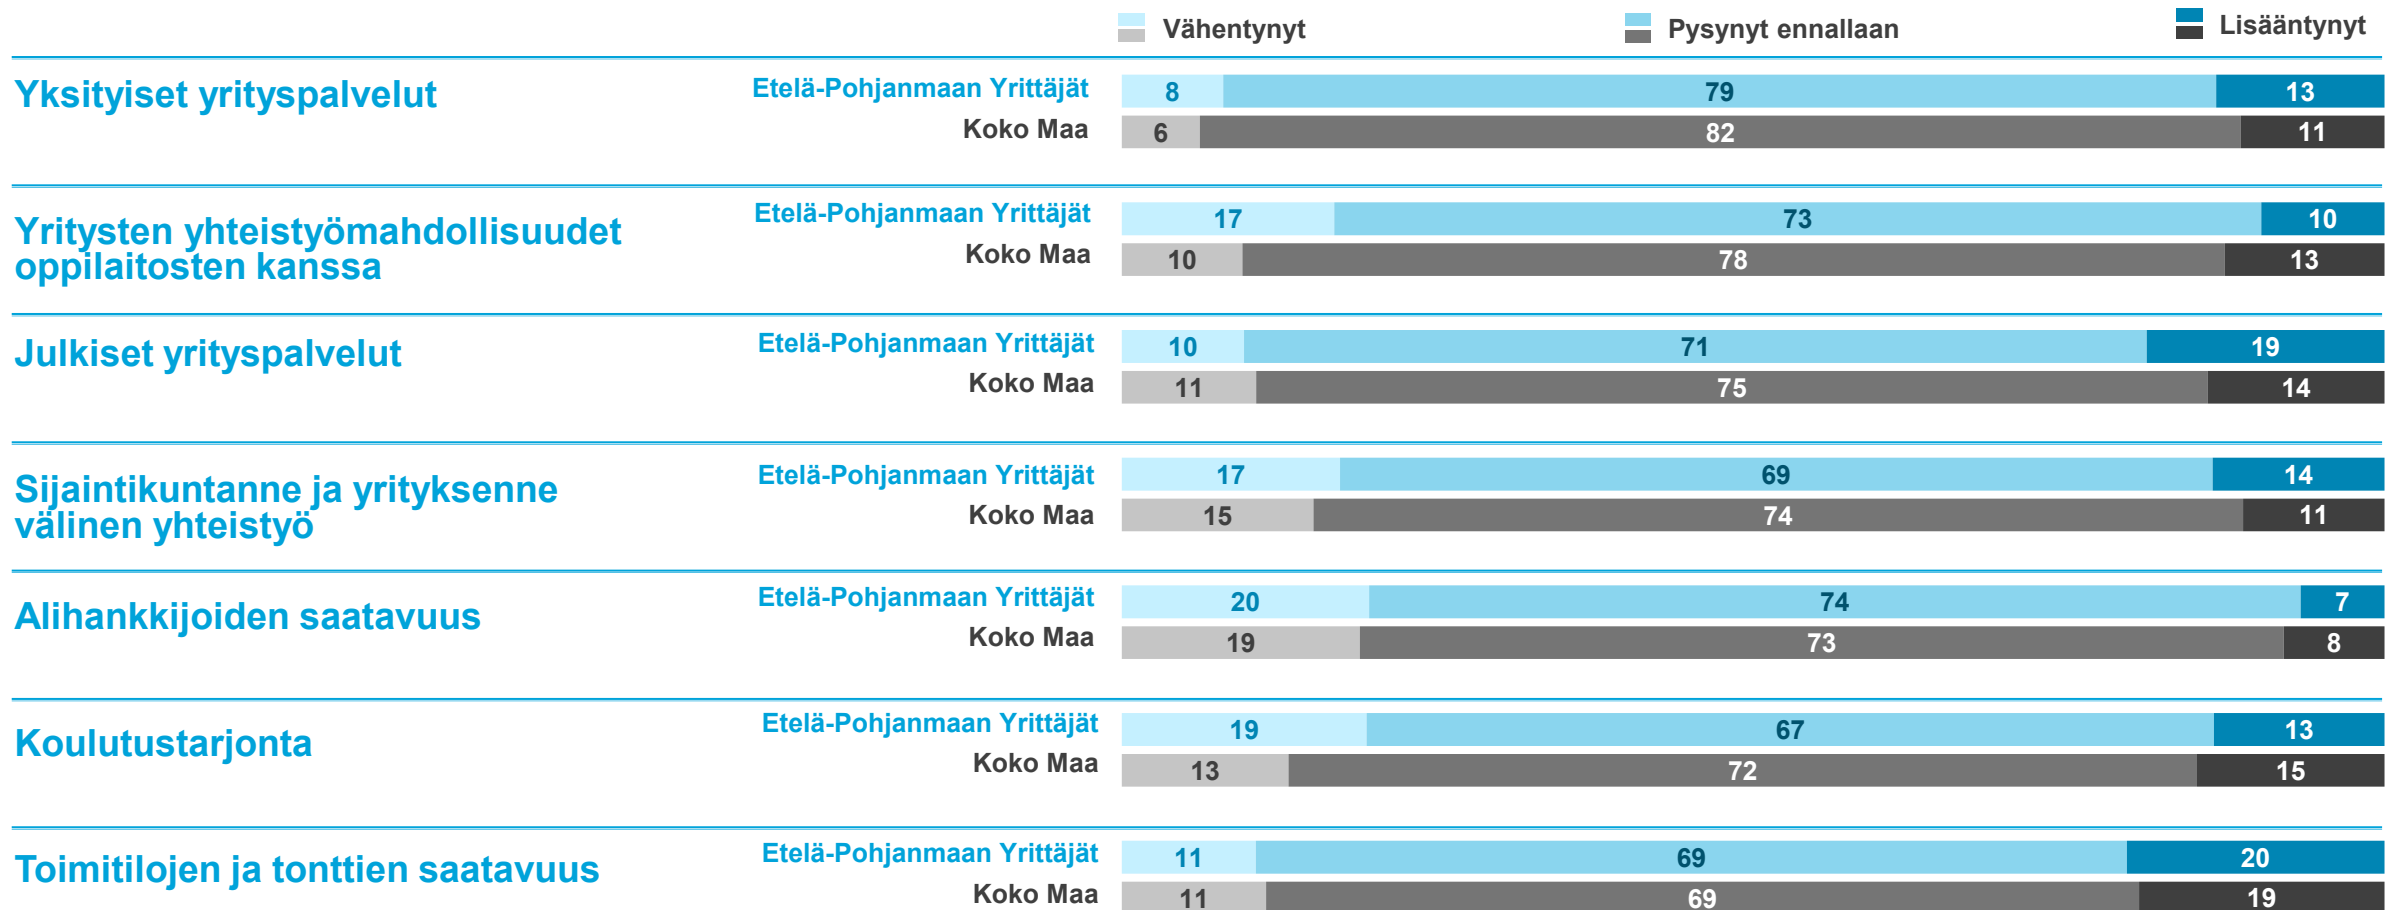 Vähentynyt Pysynyt ennallaan Lisääntynyt
Yksityiset yrityspalvelut
Etelä-Pohjanmaan Yrittäjät 8 79 13
Koko Maa 6 82 11
Yritysten yhteistyömahdollisuudet
oppilaitosten kanssa
Etelä-Pohjanmaan Yrittäjät 17 73 10
Koko Maa 10 78 13
Julkiset yrityspalvelut
Etelä-Pohjanmaan Yrittäjät 10 71 19
Koko Maa 11 75 14
Sijaintikuntanne ja yrityksenne
välinen yhteistyö
Etelä-Pohjanmaan Yrittäjät 17 69 14
Koko Maa 15 74 11
Alihankkijoiden saatavuus
Etelä-Pohjanmaan Yrittäjät 20 74 7
Koko Maa 19 73 8
Koulutustarjonta
Etelä-Pohjanmaan Yrittäjät 19 67 13
Koko Maa 13 72 15
Toimitilojen ja tonttien saatavuus
Etelä-Pohjanmaan Yrittäjät 11 69 20
Koko Maa 11 69 19